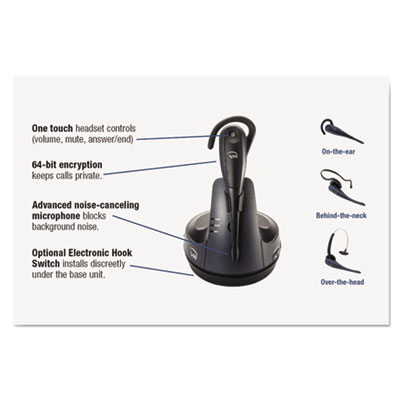 One touch headset controls
(volume, mute, answer/end)
64-bit encryption
keeps calls private.
Advanced noise-canceling
microphone blocks
background noise.
Optional Electronic Hook
Switch installs discreetly
under the base unit.
On-the-ear
Behind-the-neck
Over-the-head